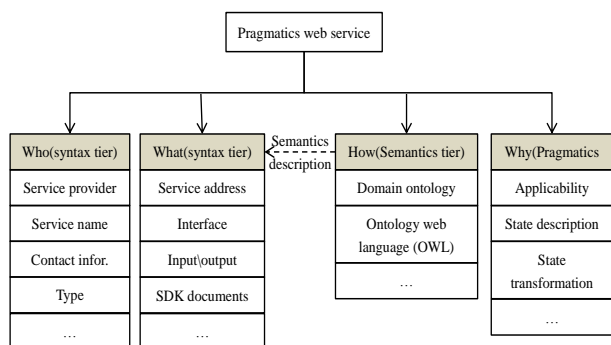 Pragmatics web service
Who(syntax tier)
Service provider
Service name
Contact infor.
Type
…
What(syntax tier)
Service address
Interface
Input\output
SDK documents
…
Semantics
description
How(Semantics tier)
Domain ontology
Ontology web
language (OWL)
…
Why(Pragmatics
Applicability
State description
State
transformation
…